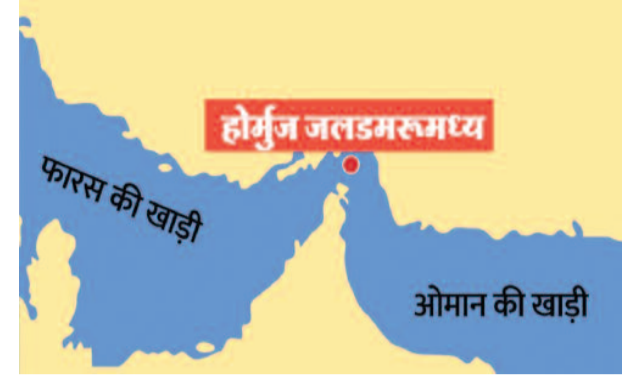 होर्मुज जलडमरूमध्य
फारस की खाड़ी
ओमान की खाड़ी